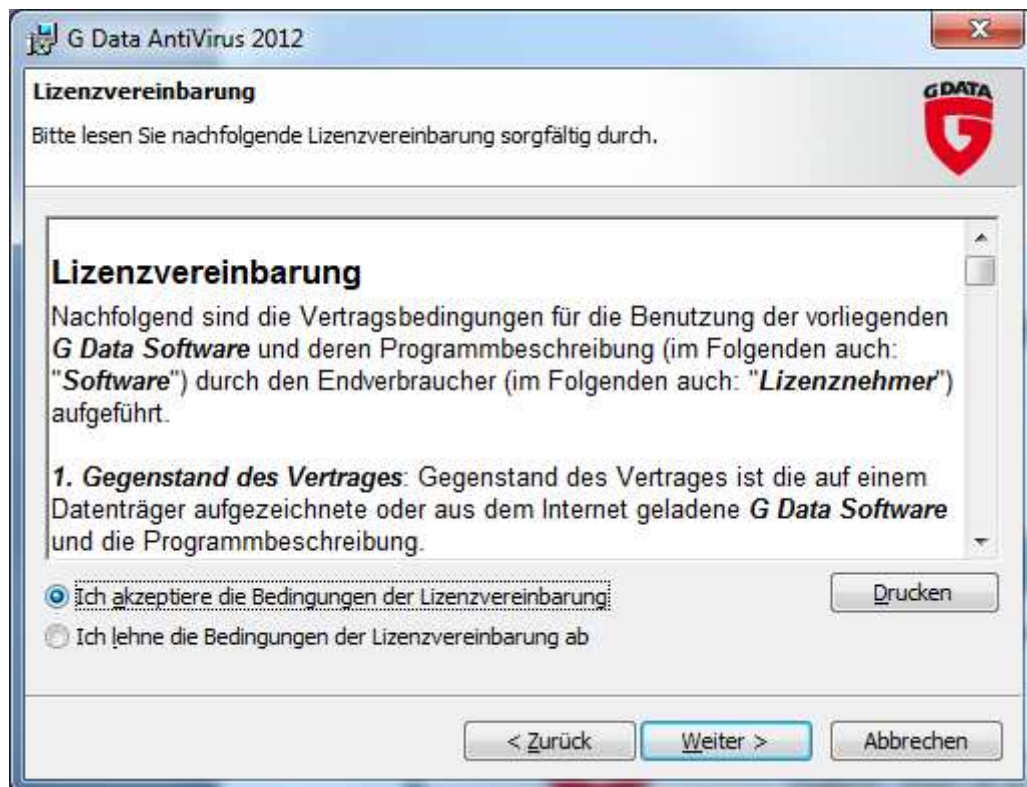 G Data AntiVirus 2012
Lizenzvereinbarung
Bitte lesen Sie nachfolgende Lizenzvereinbarung sorgfältig durch.
GDATA
Lizenzvereinbarung
Nachfolgend sind die Vertragsbedingungen für die Benutzung der vorliegenden
G Data Software und deren Programmbeschreibung (im Folgenden auch:
"Software") durch den Endverbraucher (im Folgenden auch: "Lizenznehmer")
aufgeführt.
1. Gegenstand des Vertrages: Gegenstand des Vertrages ist die auf einem
Datenträger aufgezeichnete oder aus dem Internet geladene G Data Software
und die Programmbeschreibung.
Ich akzeptiere die Bedingungen der Lizenzvereinbarung
Drucken
Ich lehne die Bedingungen der Lizenzvereinbarung ab
< Zurück
Weiter >
Abbrechen